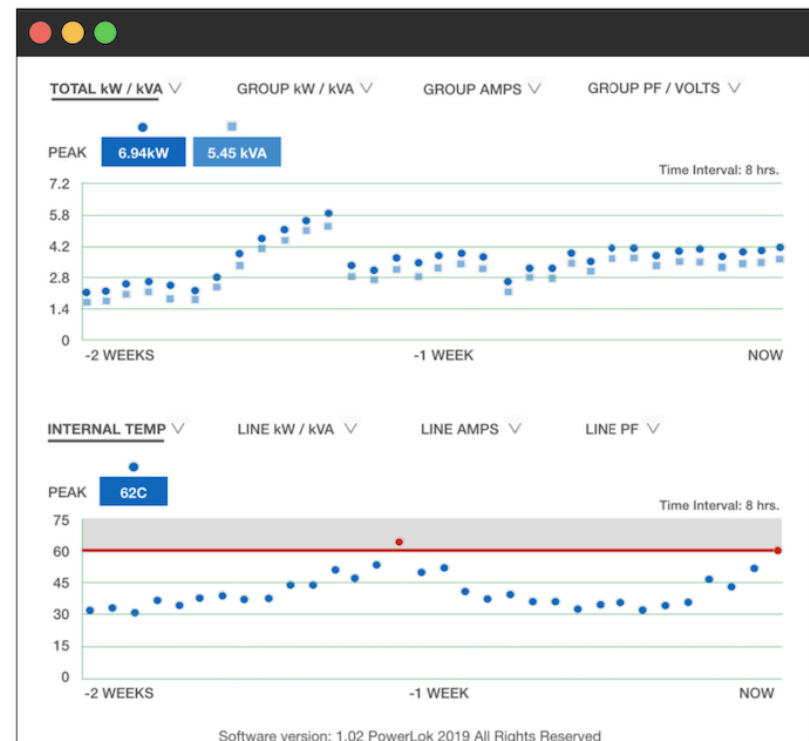 TOTAL kW / kVA GROUP kW / kVA GROUP AMPS GROUP PF / VOLTS
PEAK 6.94kW 5.45 kVA
Time Interval: 8 hrs.
7.2
5.8
4.2
2.8
1.4
0
-2 WEEKS -1 WEEK NOW
INTERNAL TEMP LINE kW / kVA LINE AMPS LINE PF
PEAK 62C
Time Interval: 8 hrs.
75
60
45
30
15
0
-2 WEEKS -1 WEEK NOW
Software version: 1.02 PowerLok 2019 All Rights Reserved